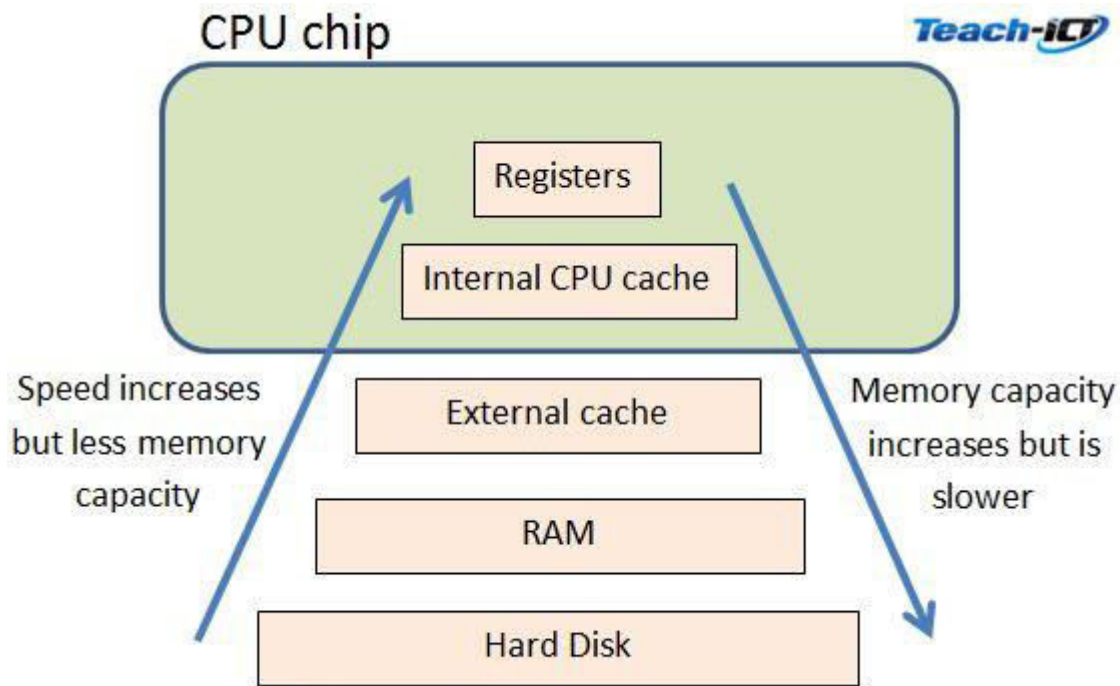 CPU chip
Teach-iCT
Registers
Internal CPU cache
Speed increases
but less memory
capacity
External cache
Memory capacity
increases but is
slower
RAM
Hard Disk